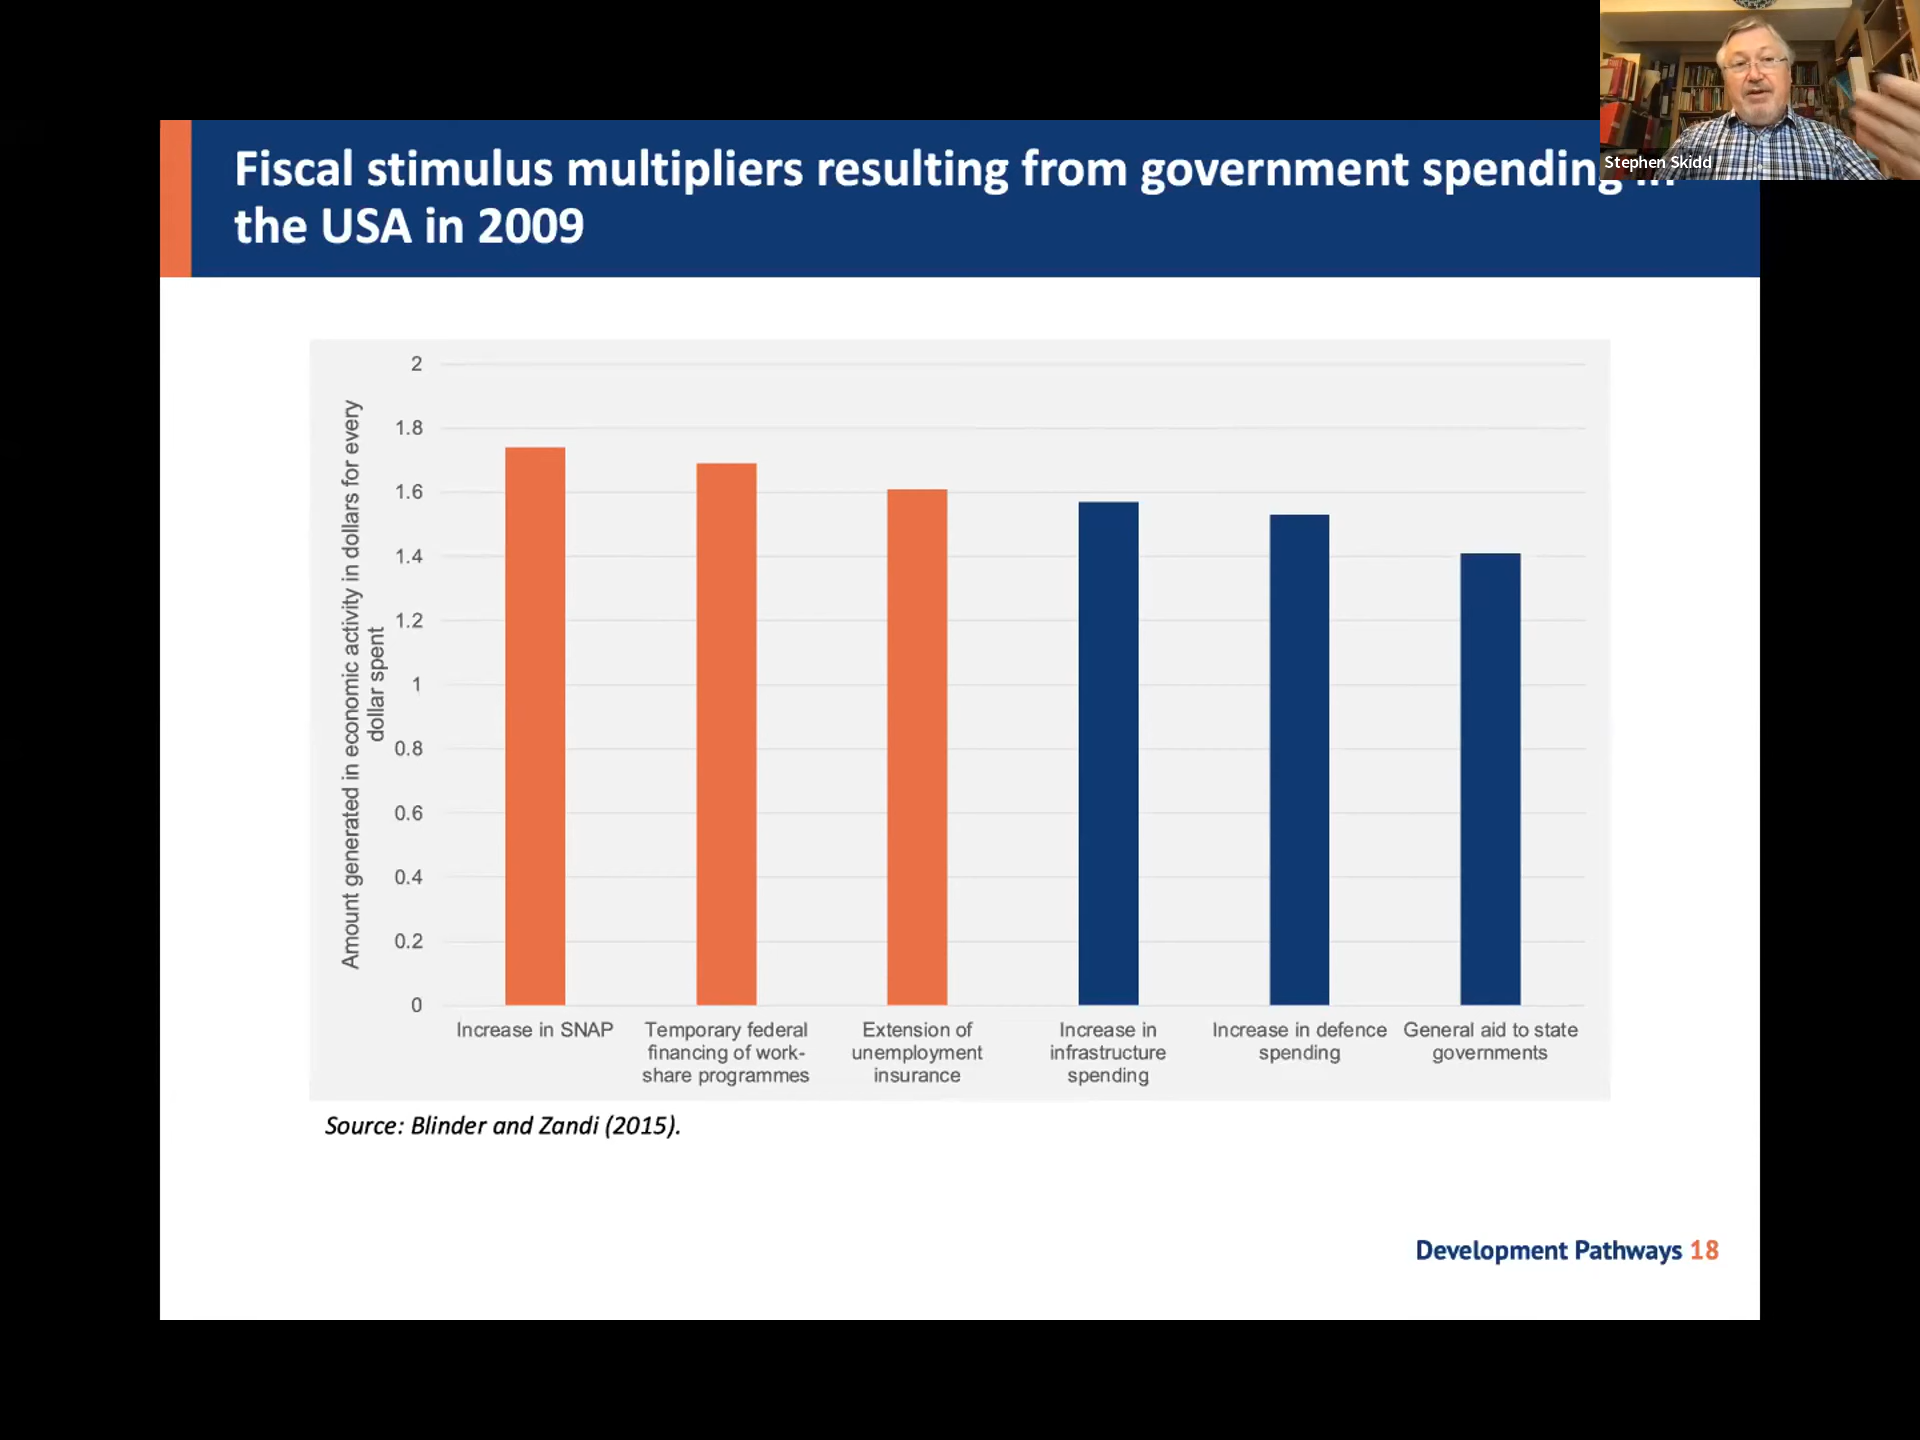 Stephen Skidd
Fiscal stimulus multipliers resulting from government spending
the USA in 2009
Amount generated in economic activity in dollars for every
dollar spent
2
1.8
1.6
1.4
1.2
1
0.8
0.6
0.4
0.2
0
Increase in SNAP
Temporary federal
financing of work-
share programmes
Extension of
unemployment
insurance
Increase in
infrastructure
spending
Increase in defence
spending
General aid to state
governments
Source: Blinder and Zandi (2015).
Development Pathways 18